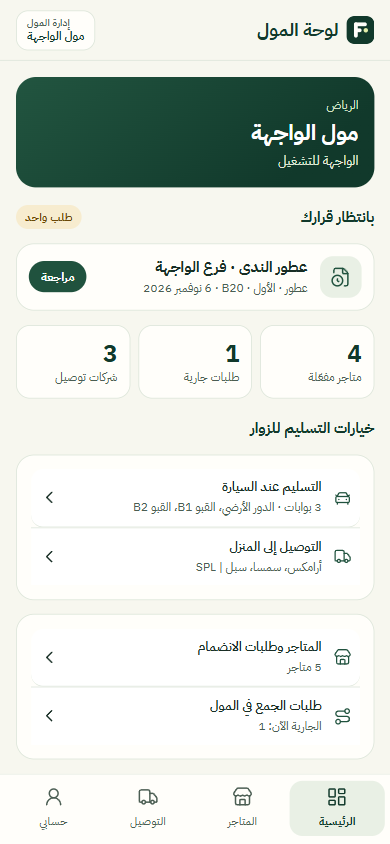 لوحة المول
إدارة المول
مول الواجهة
الرياض
مول الواجهة
الواجهة للتشغيل
بانتظار قرارك
طلب واحد
عطور الندى · فرع الواجهة
عطور · الأول · B20 · 6 نوفمبر 2026
مراجعة
4
متاجر مفعّلة
1
طلبات جارية
3
شركات توصيل
خيارات التسليم للزوار
التسليم عند السيارة
3 بوابات · الدور الأرضي، القبو B1، القبو B2
التوصيل إلى المنزل
أرامكس، سمسا، سبل | SPL
المتاجر وطلبات الانضمام
5 متاجر
طلبات الجمع في المول
الجارية الآن: 1
الرئيسية
المتاجر
التوصيل
حسابي